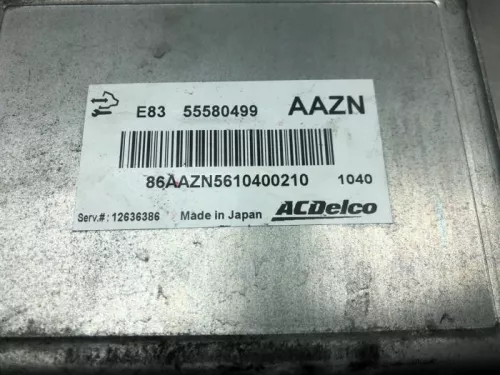 E83 55580499 AAZN
86AAZN5610400210 1040
Serv.#: 12636386 Made in Japan ACDelco